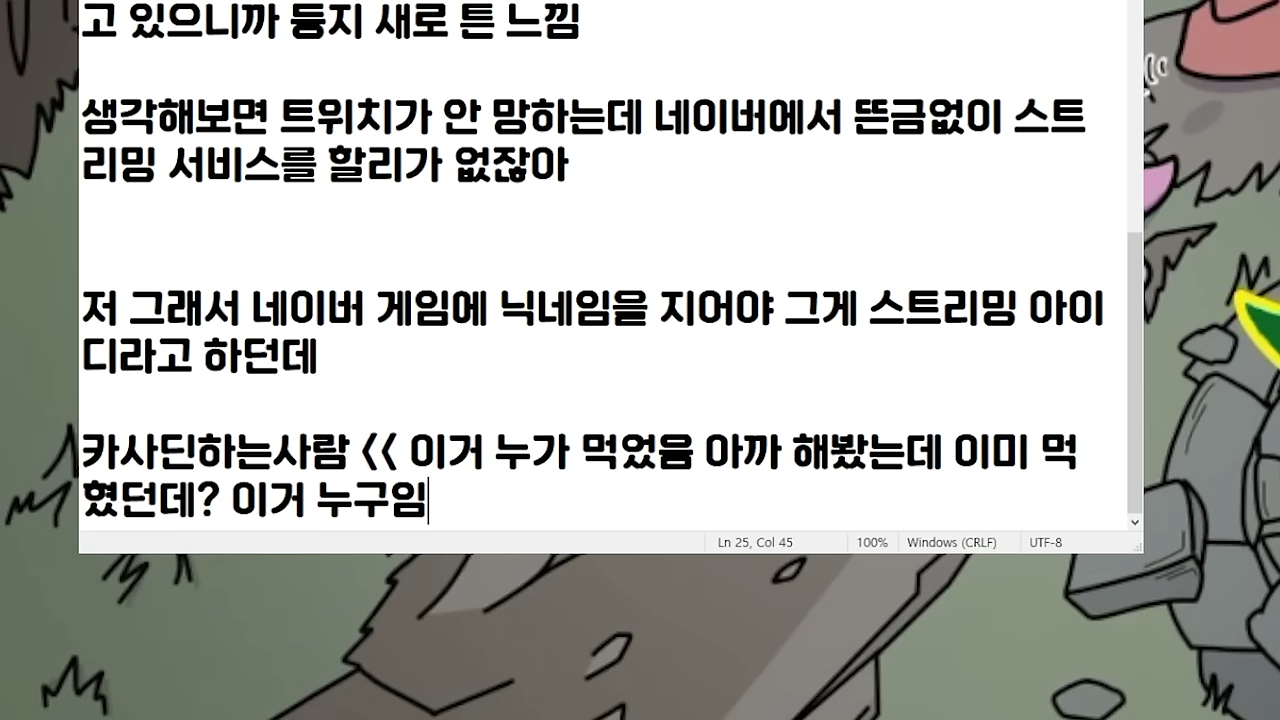 고 있으니까 둥지 새로 튼 느낌
생각해보면 트위치가 안 망하는데 네이버에서 뜬금없이 스트
리밍 서비스를 할리가 없잖아
저 그래서 네이버 게임에 닉네임을 지어야 그게 스트리밍 아이
디라고 하던데
카사딘하는사람 << 이거 누가 먹었음 아까 해봤는데 이미 먹
혔던데? 이거 누구임
Ln 25, Col 45
100%
Windows (CRLF)
UTF-8